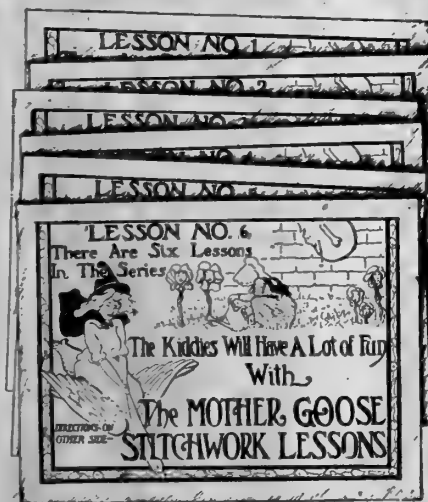 LESSON NO. 1
LESSON NO. 2
LESSON NO.
NO.
LESSON NO.
LESSON NO. 6
There Are Six Lessons
In The Series
The Kiddies Will Have A Lot of Fun
With
The MOTHER GOOSE
STITCHWORK LESSONS
DIRECTIONS ON
OTHER SIDE